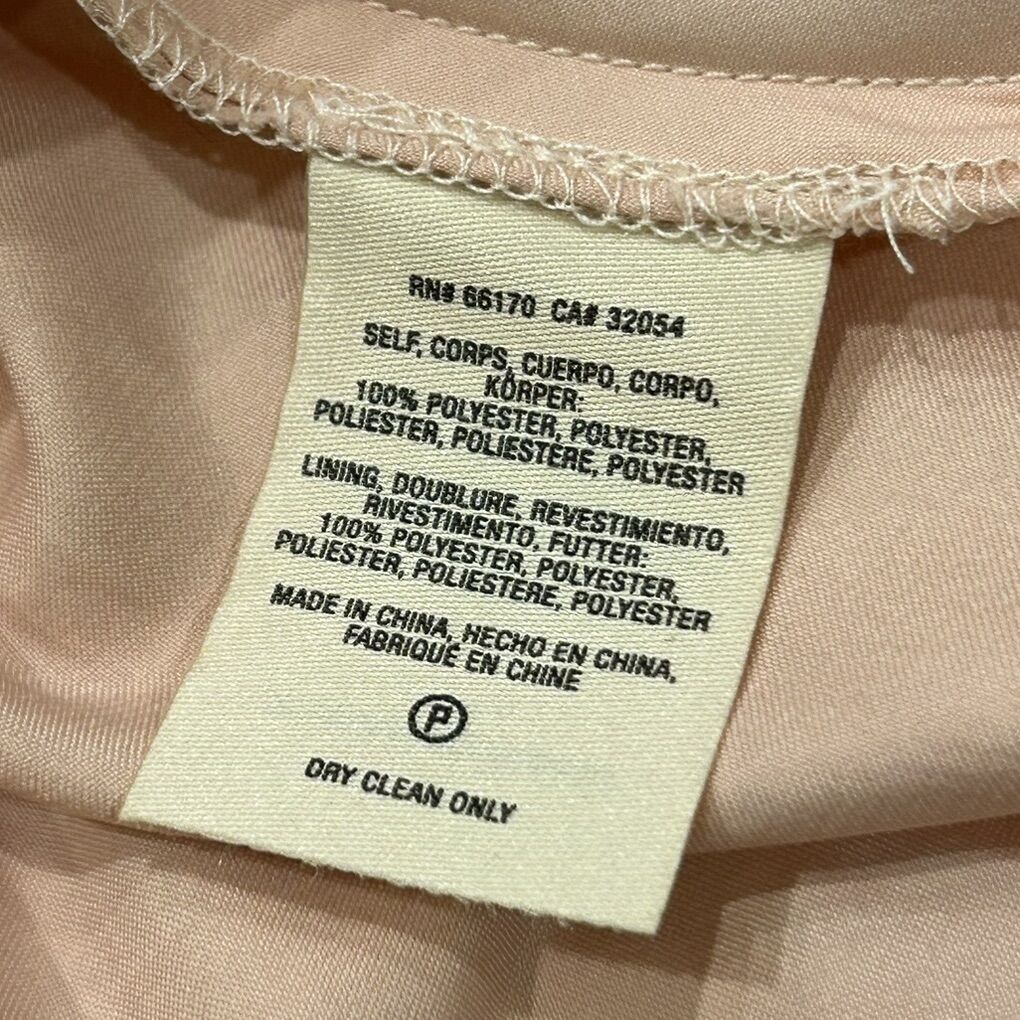 RN# 66170 CA# 32054
SELF, CORPS, CUERPO, CORPO,
KÖRPER:
100% POLYESTER, POLYESTER,
POLIESTER, POLIESTERE, POLYESTER
LINING, DOUBLURE, REVESTIMIENTO,
RIVESTIMENTO, FUTTER:
100% POLYESTER, POLYESTER,
POLIESTER, POLIESTERE, POLYESTER
MADE IN CHINA, HECHO EN CHINA,
FABRIQUÉ EN CHINE
P
DRY CLEAN ONLY